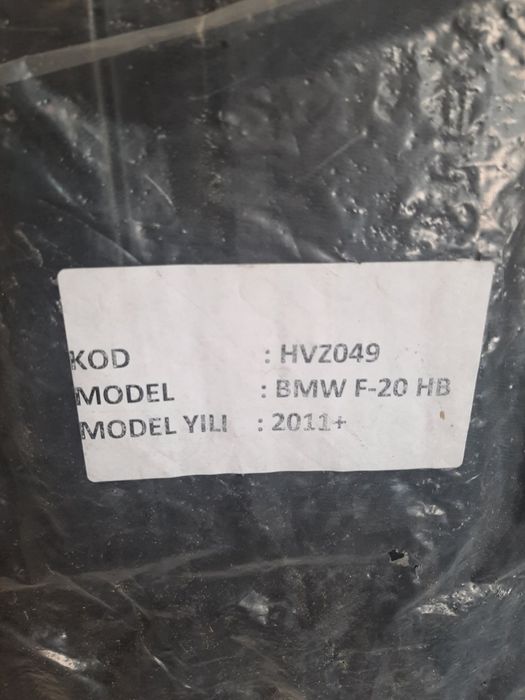 KOD : HVZ049
MODEL : BMW F-20 HB
MODEL YILI : 2011+